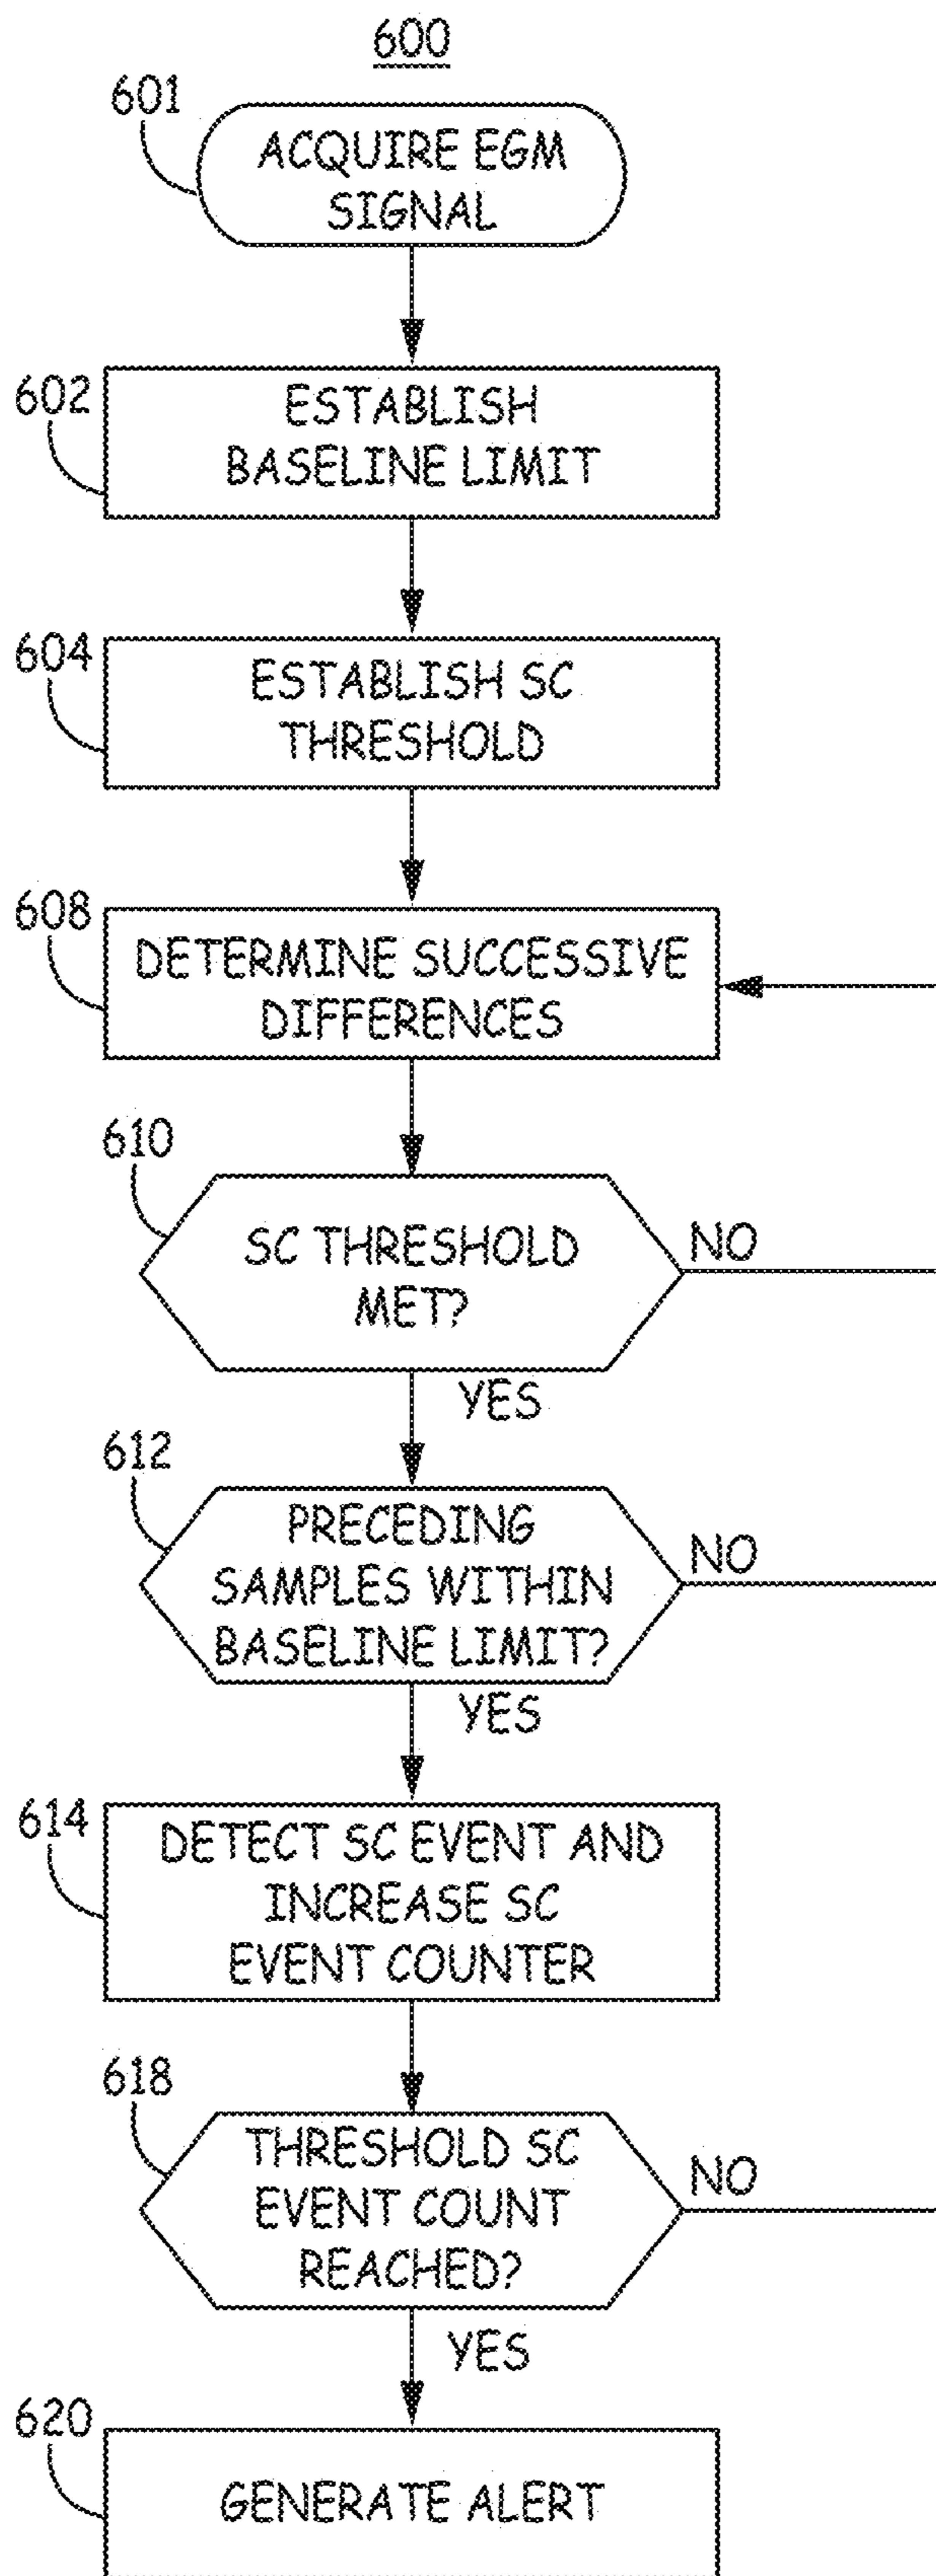 600
601
ACQUIRE EGM
SIGNAL
602
ESTABLISH
BASELINE LIMIT
604
ESTABLISH SC
THRESHOLD
608
DETERMINE SUCCESSIVE
DIFFERENCES
610
SC THRESHOLD
MET?
NO
YES
612
PRECEDING
SAMPLES WITHIN
BASELINE LIMIT?
NO
YES
614
DETECT SC EVENT AND
INCREASE SC
EVENT COUNTER
618
THRESHOLD SC
EVENT COUNT
REACHED?
NO
YES
620
GENERATE ALERT